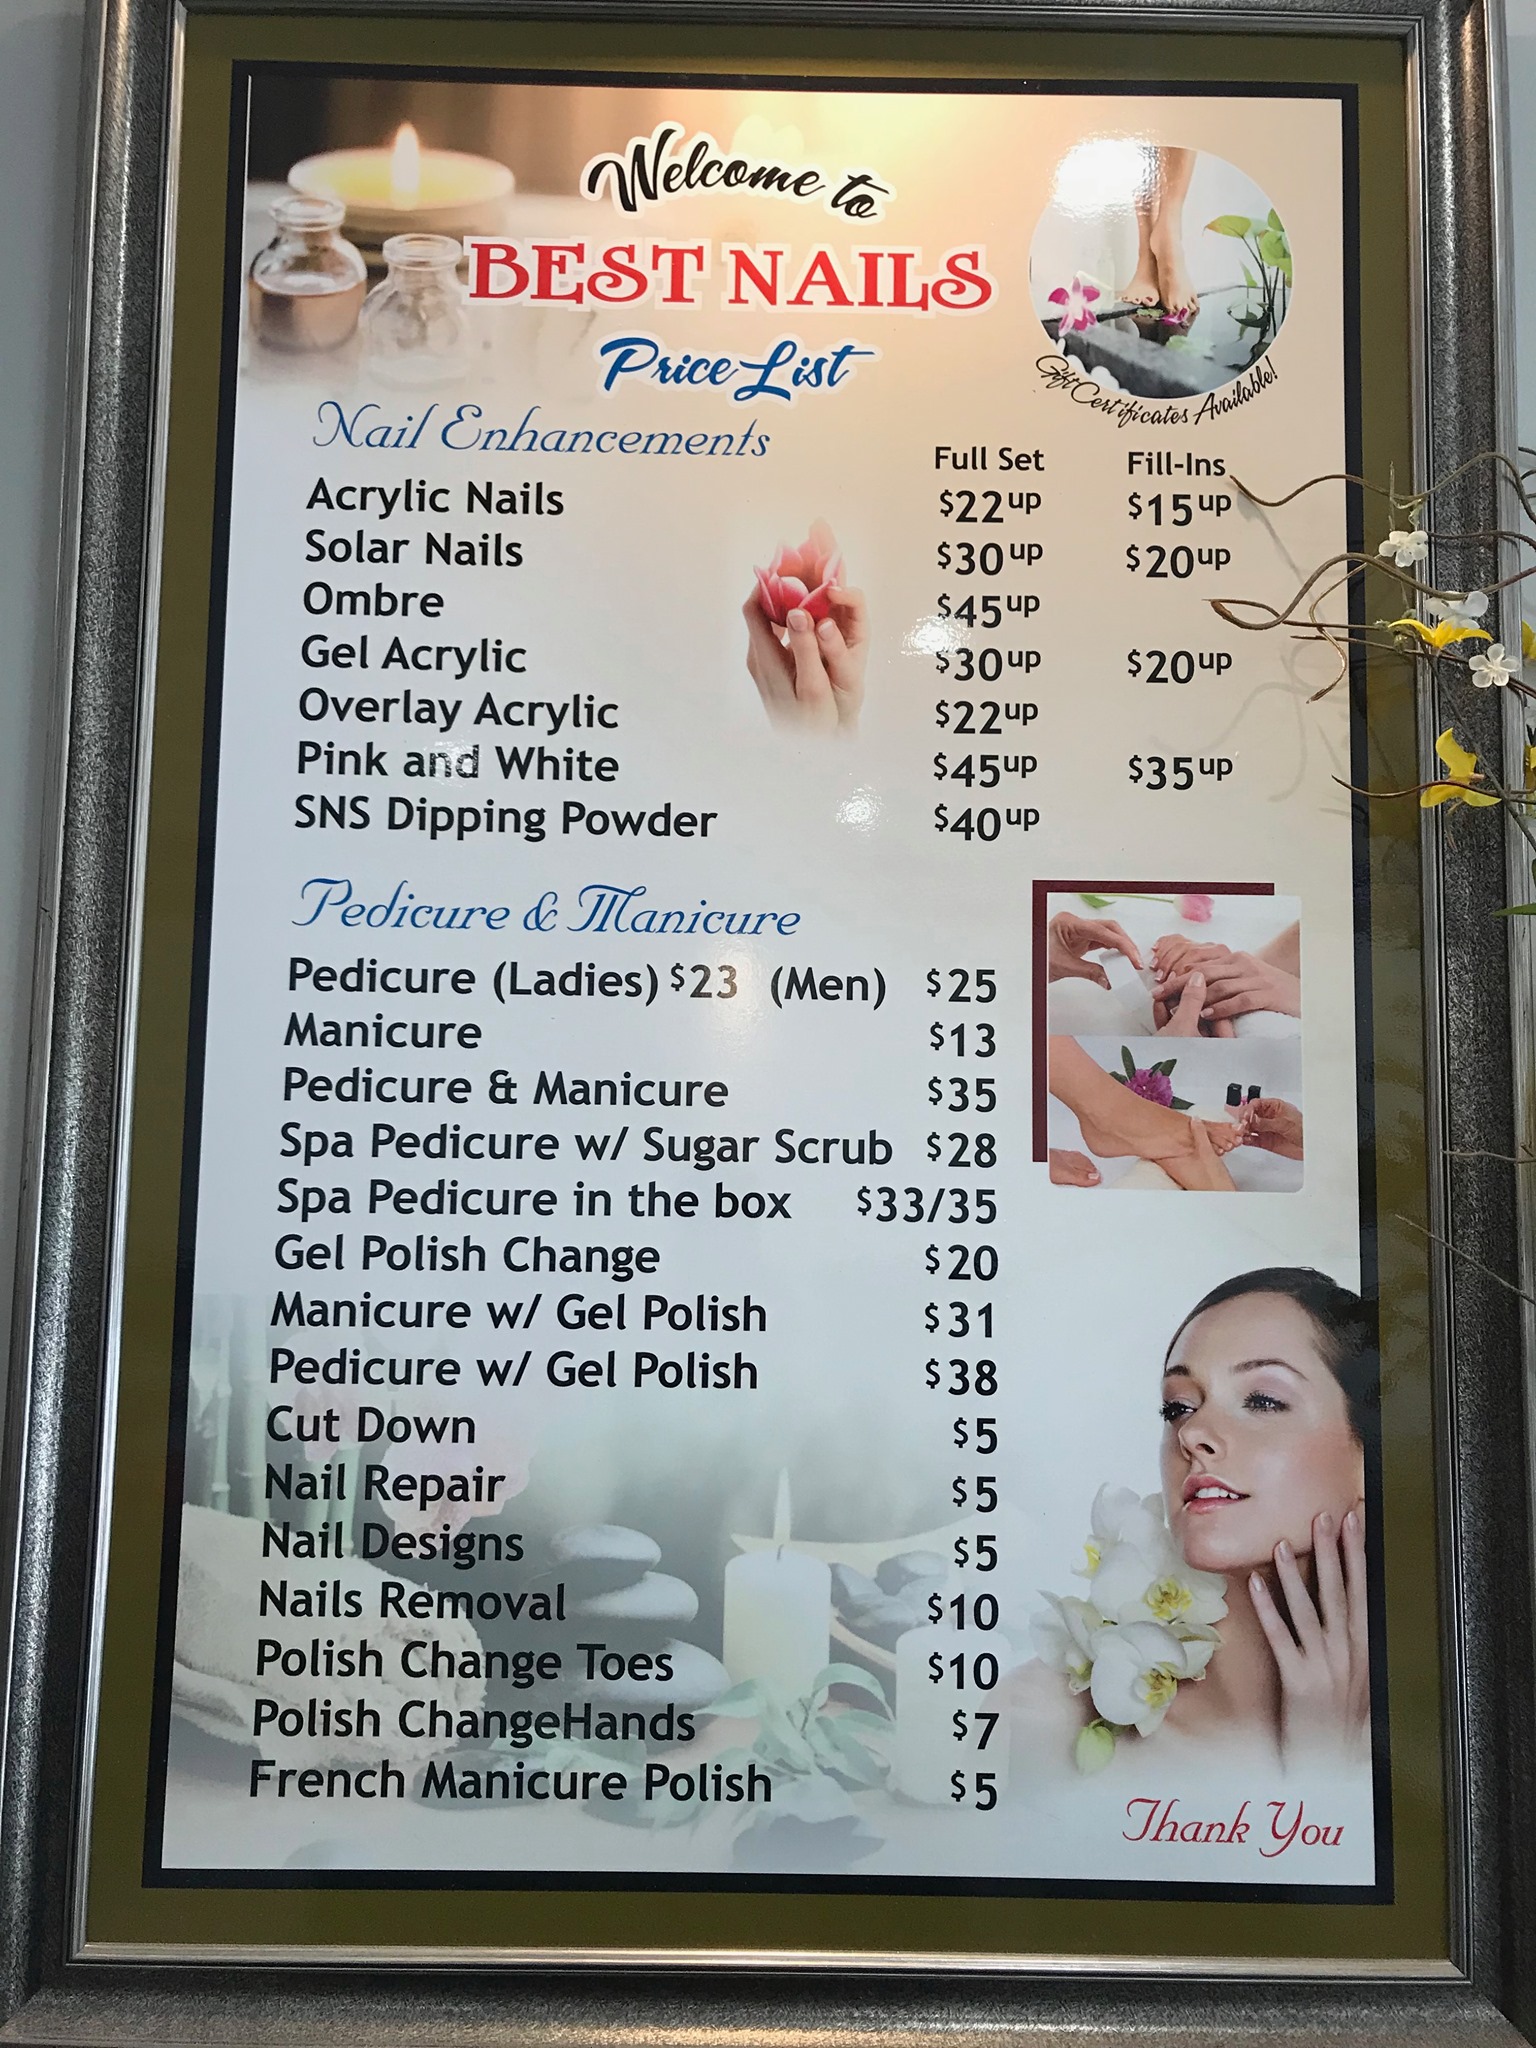 Welcome to
BEST NAILS
Price List
Gift Certificates Available!
Nail Enhancements
Full Set Fill-Ins
Acrylic Nails $22up $15up
Solar Nails $30up $20up
Ombre $45up
Gel Acrylic $30up $20up
Overlay Acrylic $22up
Pink and White $45up $35up
SNS Dipping Powder $40up
Pedicure & Manicure
Pedicure (Ladies) $23 (Men) $25
Manicure $13
Pedicure & Manicure $35
Spa Pedicure w/ Sugar Scrub $28
Spa Pedicure in the box $33/35
Gel Polish Change $20
Manicure w/ Gel Polish $31
Pedicure w/ Gel Polish $38
Cut Down $5
Nail Repair $5
Nail Designs $5
Nails Removal $10
Polish Change Toes $10
Polish ChangeHands $7
French Manicure Polish $5
Thank You